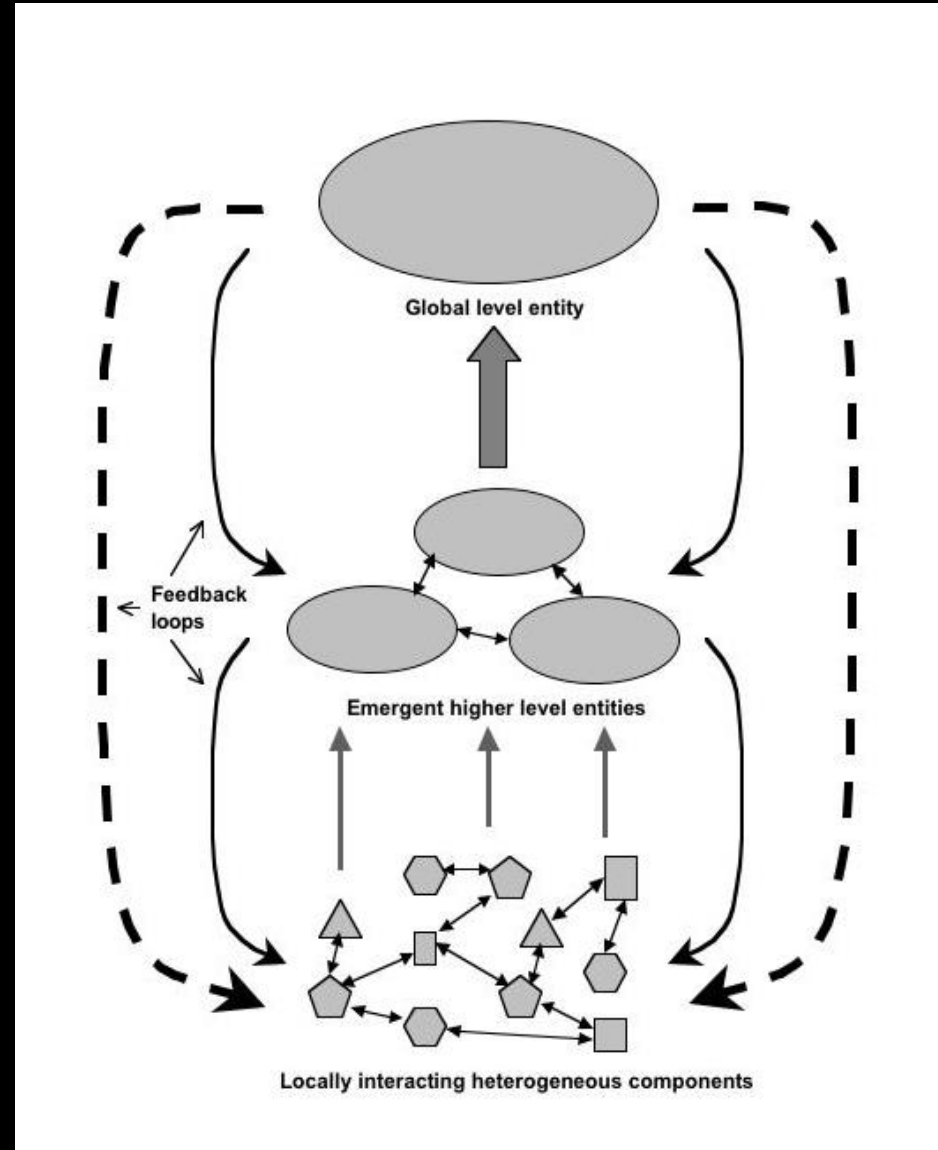 Global level entity
Feedback
loops
Emergent higher level entities
Locally interacting heterogeneous components